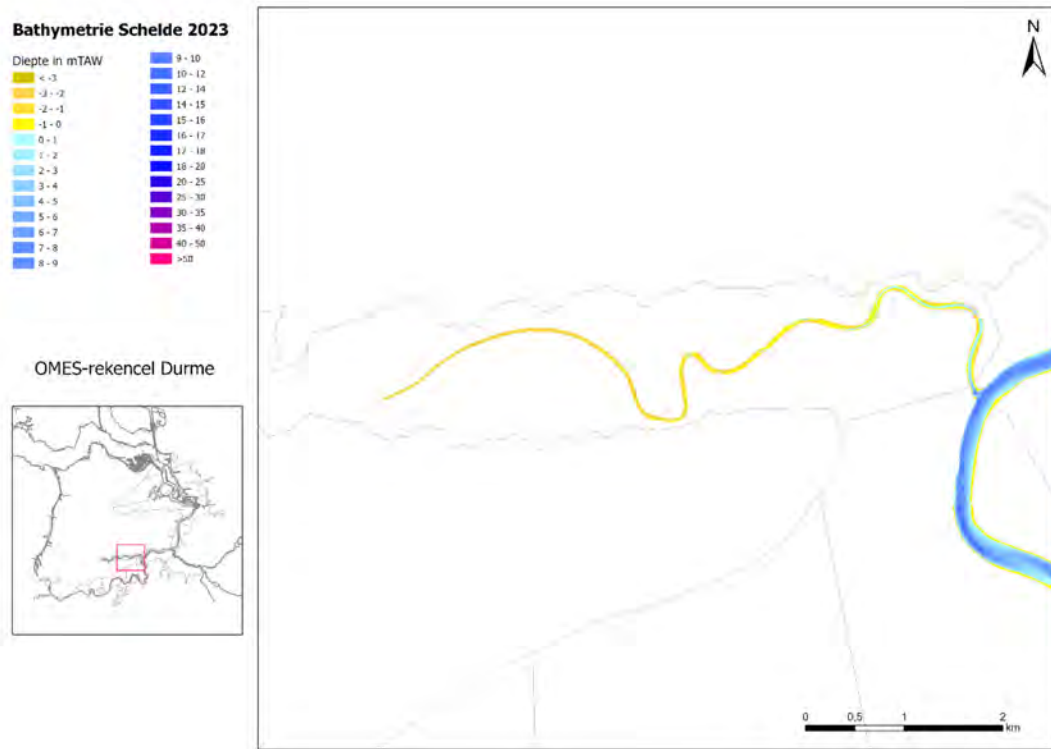 Bathymetrie Schelde 2023
Diepte in mTAW
< -3
-3 - -2
-2 - -1
-1 - 0
0 - 1
1 - 2
2 - 3
3 - 4
4 - 5
5 - 6
6 - 7
7 - 8
8 - 9
9 - 10
10 - 12
12 - 14
14 - 15
15 - 16
16 - 17
17 - 18
18 - 20
20 - 25
25 - 30
30 - 35
35 - 40
40 - 50
>50
OMES-rekencel Durme
N
0 0,5 1 2
km